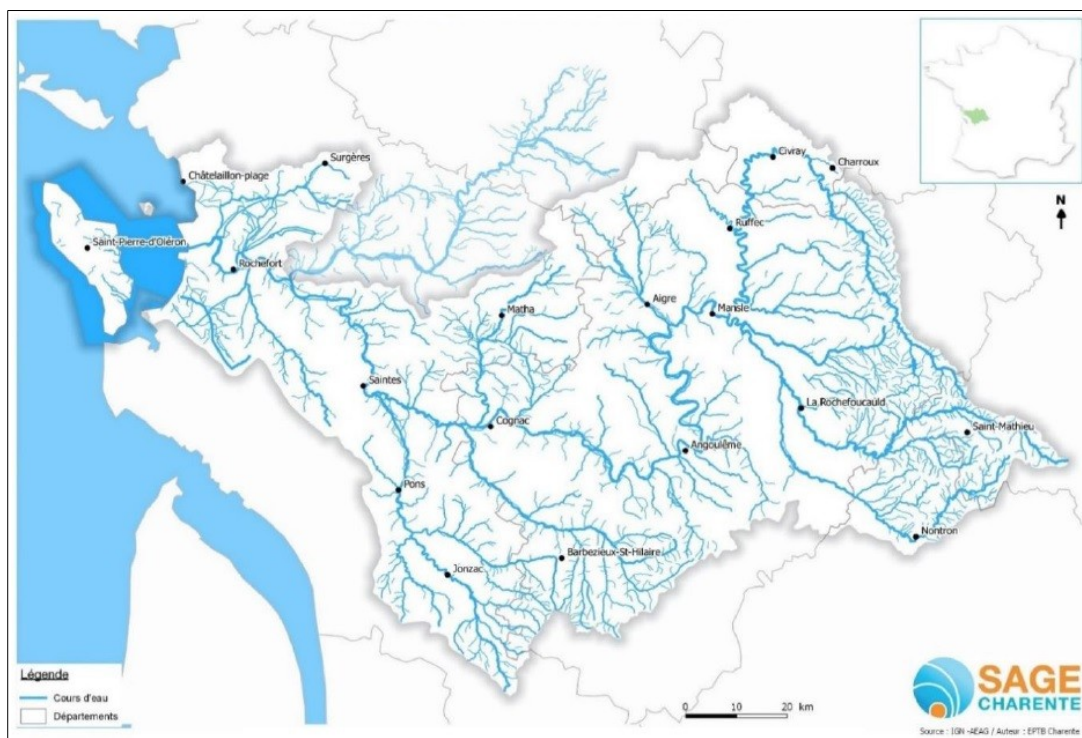 Civray
Charroux
Surgères
Châtelaillon-plage
Ruffec
Saint-Pierre-d'Oléron
Rochefort
Aigre
Mansle
Matha
Saintes
La Rochefoucauld
Cognac
Saint-Mathieu
Angoulême
Pons
Nontron
Barbezieux-St-Hilaire
Jonzac
N
Légende
Cours d'eau
Départements
0 10 20 km
SAGE
CHARENTE
Source : IGN -AEAG / Auteur : EPTB Charente